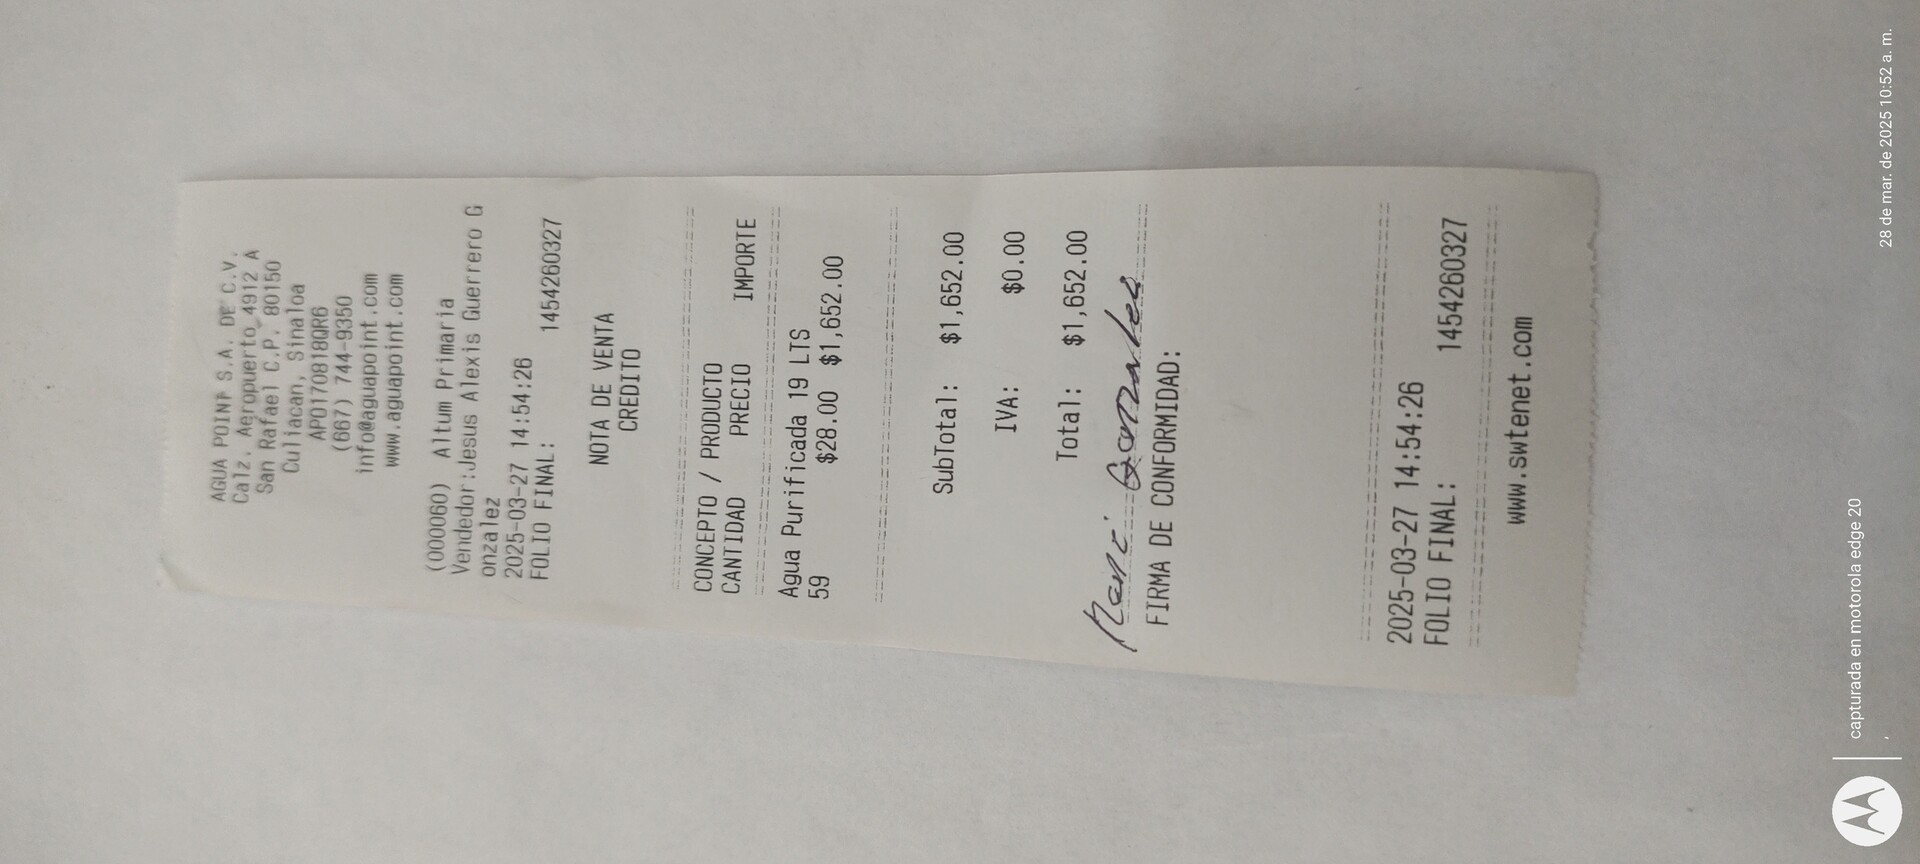 AGUA POINT S.A. DE C.V.
Calz. Aeropuerto 4912 A
San Rafael C.P. 80150
Culiacan, Sinaloa
APO170818QR6
(667) 744-9350
info@aguapoint.com
www.aguapoint.com
(000060) Altum Primaria
Vendedor:Jesus Alexis Guerrero G
onzalez
2025-03-27 14:54:26
FOLIO FINAL: 1454260327
NOTA DE VENTA
CREDITO
CONCEPTO / PRODUCTO
CANTIDAD PRECIO IMPORTE
Agua Purificada 19 LTS
59 $28.00 $1,652.00
SubTotal: $1,652.00
IVA: $0.00
Total: $1,652.00
FIRMA DE CONFORMIDAD:
2025-03-27 14:54:26
FOLIO FINAL: 1454260327
www.swtenet.com
capturada en motorola edge 20
28 de mar. de 2025 10:52 a. m.